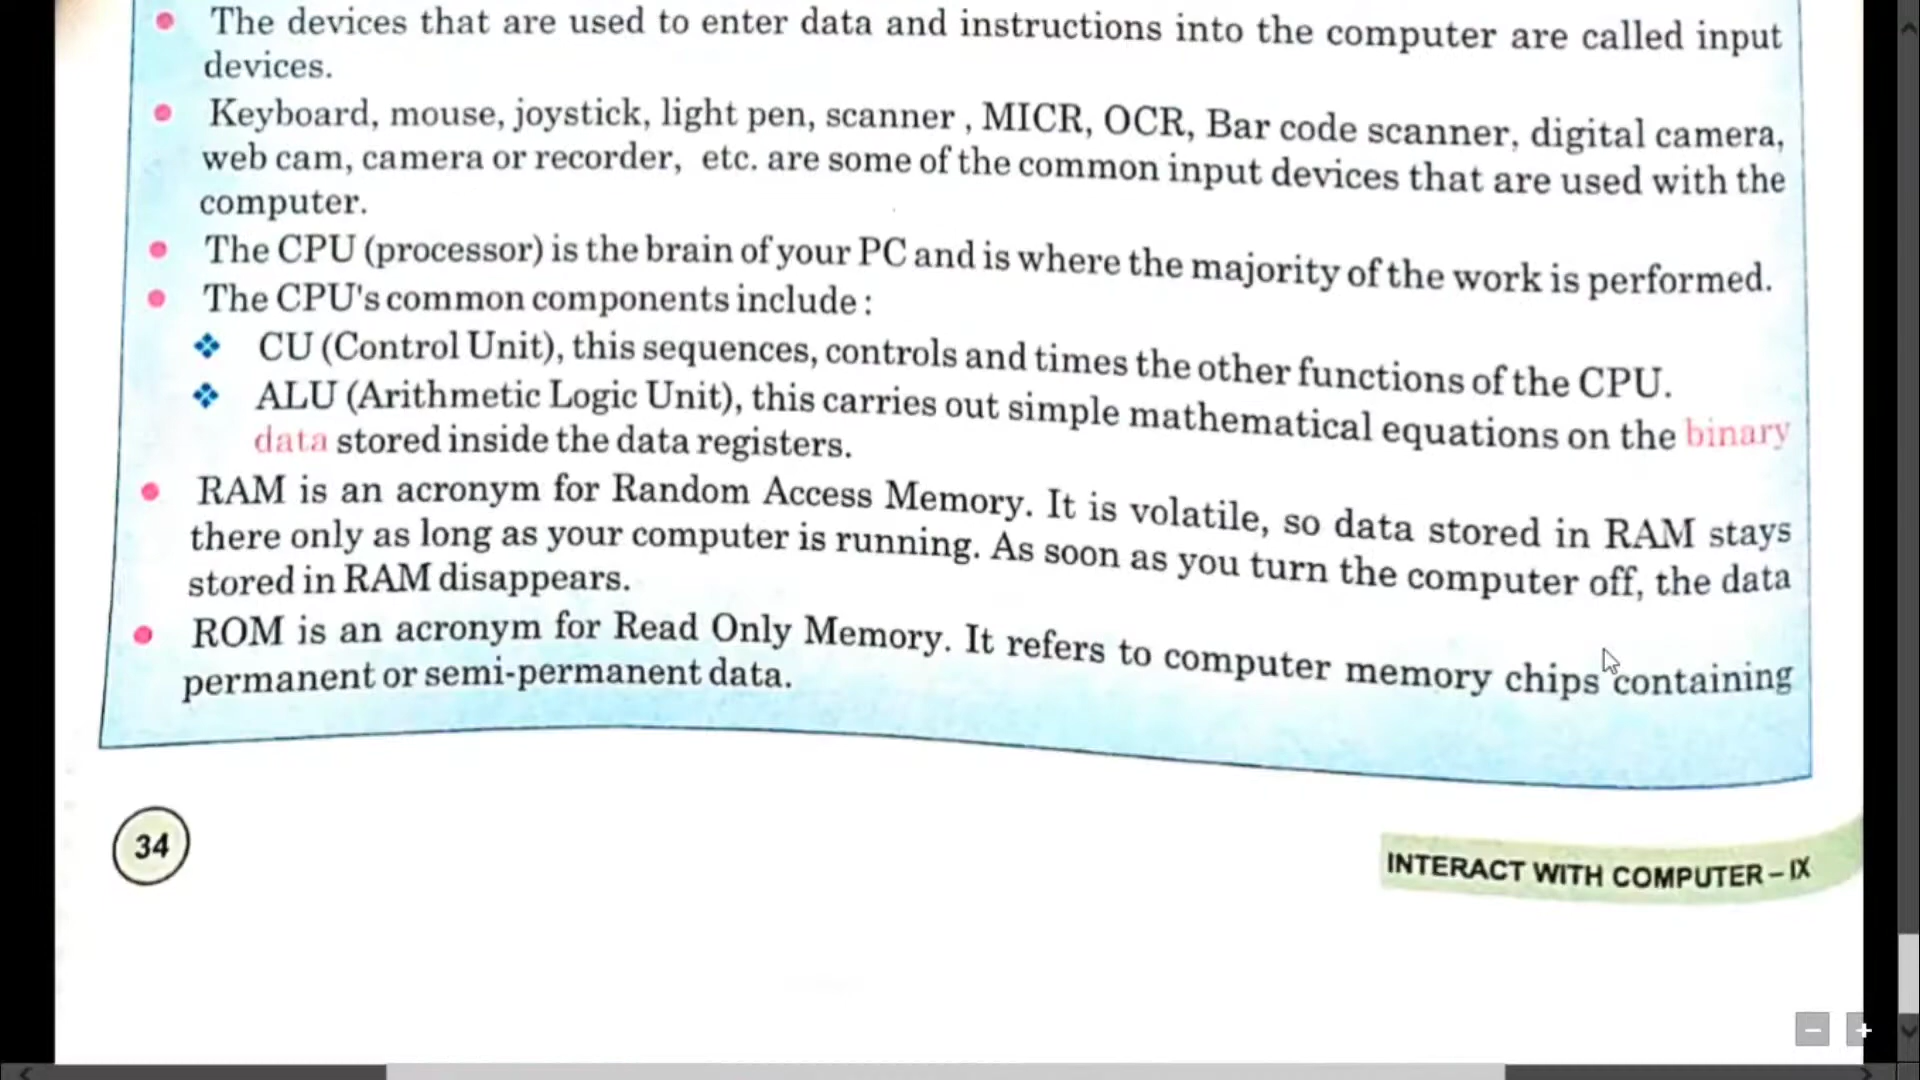 The devices that are used to enter data and instructions into the computer are called input
devices.
Keyboard, mouse, joystick, light pen, scanner , MICR, OCR, Bar code scanner, digital camera,
web cam, camera or recorder, etc. are some of the common input devices that are used with the
computer.
The CPU (processor) is the brain of your PC and is where the majority of the work is performed.
The CPU's common components include :
CU (Control Unit), this sequences, controls and times the other functions of the CPU.
ALU (Arithmetic Logic Unit), this carries out simple mathematical equations on the binary
data stored inside the data registers.
RAM is an acronym for Random Access Memory. It is volatile, so data stored in RAM stays
there only as long as your computer is running. As soon as you turn the computer off, the data
stored in RAM disappears.
ROM is an acronym for Read Only Memory. It refers to computer memory chips containing
permanent or semi-permanent data.
34
INTERACT WITH COMPUTER – IX